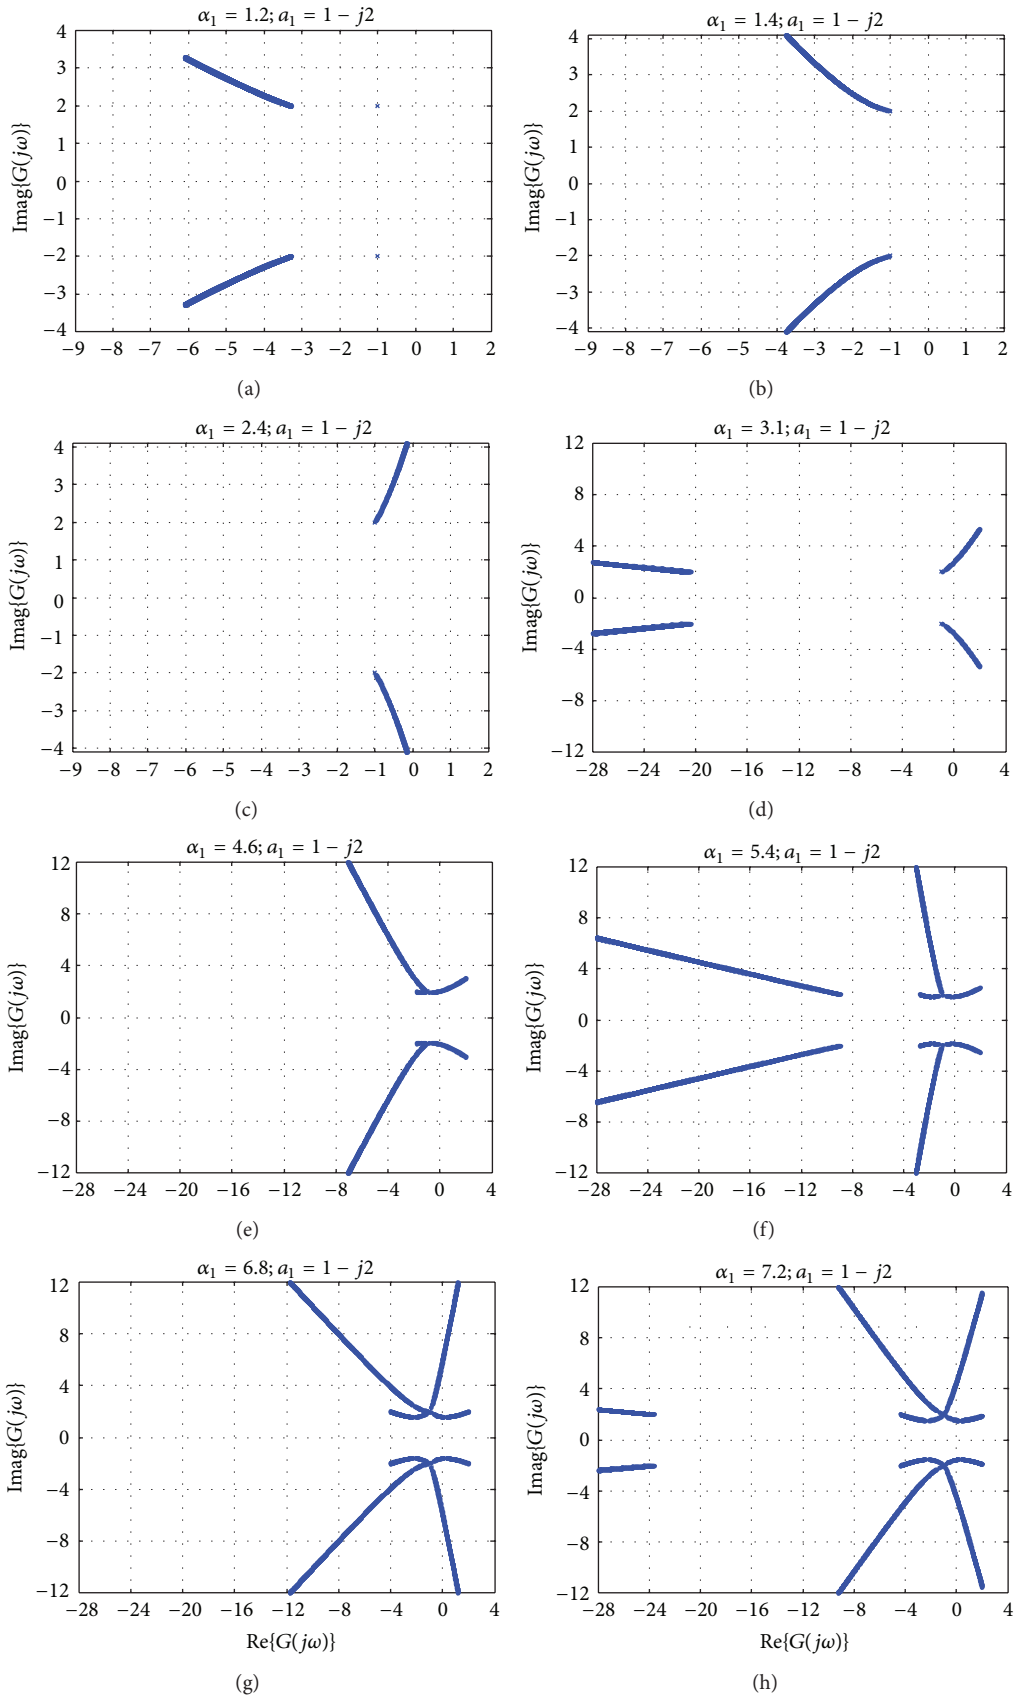 α₁ = 1.2; a₁ = 1 − j2
4
3
2
1
0
−1
−2
−3
−4
Imag{G(jω)}
−9 −8 −7 −6 −5 −4 −3 −2 −1 0 1 2
(a)
α₁ = 1.4; a₁ = 1 − j2
4
3
2
1
0
−1
−2
−3
−4
Imag{G(jω)}
−9 −8 −7 −6 −5 −4 −3 −2 −1 0 1 2
(b)
α₁ = 2.4; a₁ = 1 − j2
4
3
2
1
0
−1
−2
−3
−4
Imag{G(jω)}
−9 −8 −7 −6 −5 −4 −3 −2 −1 0 1 2
(c)
α₁ = 3.1; a₁ = 1 − j2
12
8
4
0
−4
−8
−12
Imag{G(jω)}
−28 −24 −20 −16 −12 −8 −4 0 4
(d)
α₁ = 4.6; a₁ = 1 − j2
12
8
4
0
−4
−8
−12
Imag{G(jω)}
−28 −24 −20 −16 −12 −8 −4 0 4
(e)
α₁ = 5.4; a₁ = 1 − j2
12
8
4
0
−4
−8
−12
Imag{G(jω)}
−28 −24 −20 −16 −12 −8 −4 0 4
(f)
α₁ = 6.8; a₁ = 1 − j2
12
8
4
0
−4
−8
−12
Imag{G(jω)}
−28 −24 −20 −16 −12 −8 −4 0 4
Re{G(jω)}
(g)
α₁ = 7.2; a₁ = 1 − j2
12
8
4
0
−4
−8
−12
Imag{G(jω)}
−28 −24 −20 −16 −12 −8 −4 0 4
Re{G(jω)}
(h)